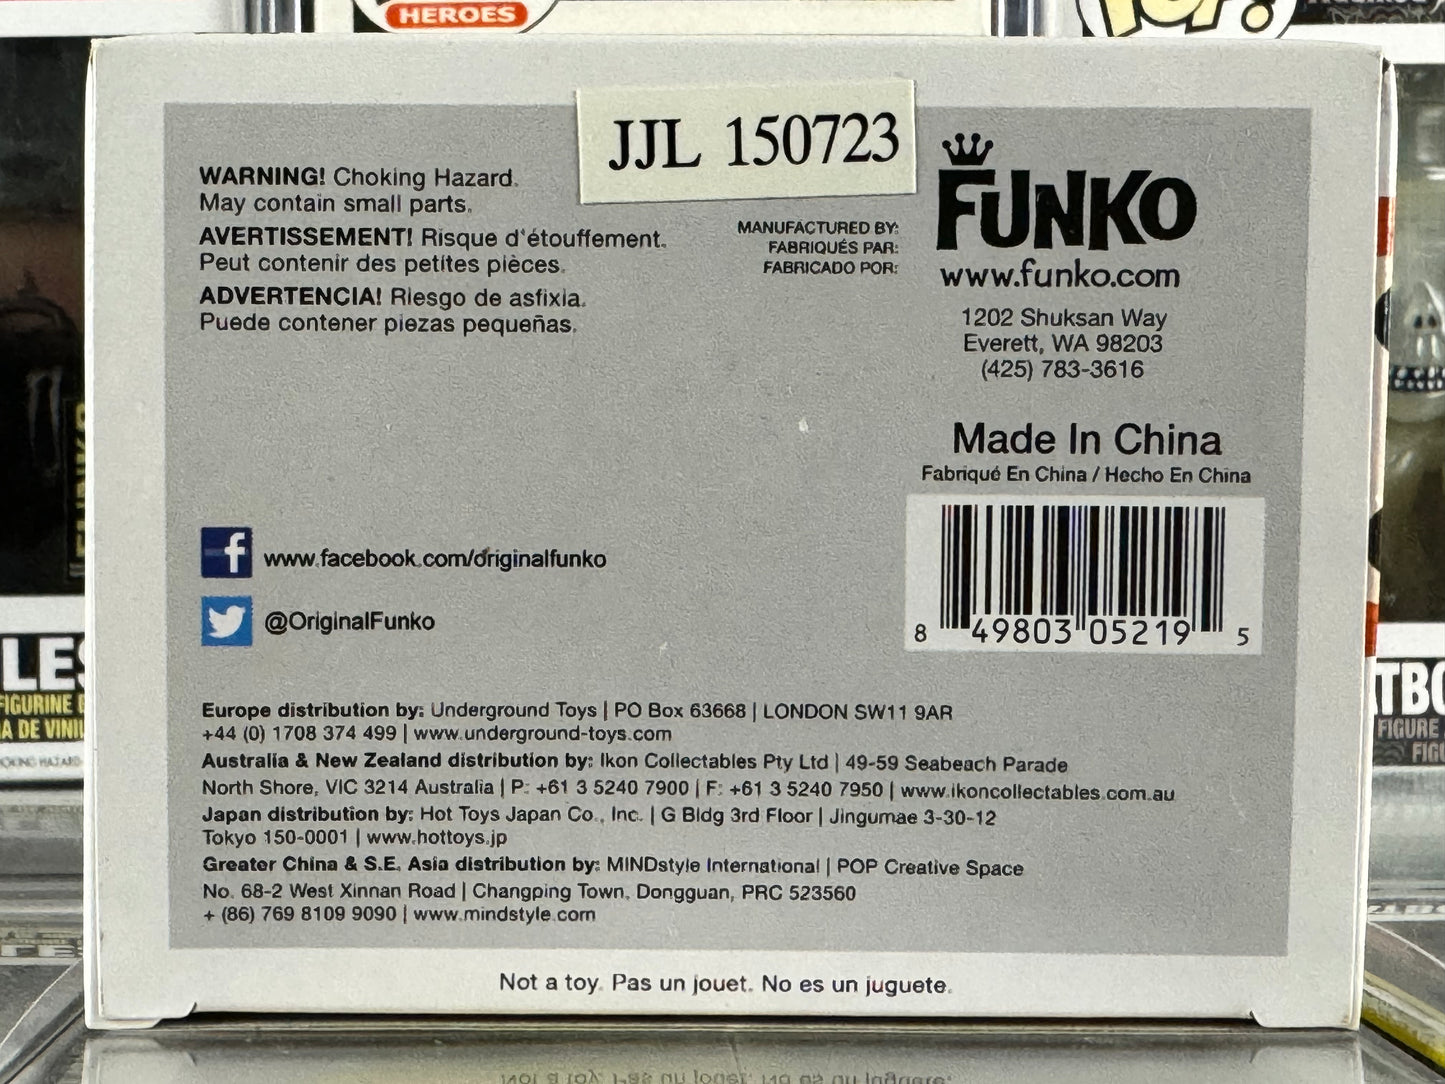 HEROES
POP!
JJL 150723
WARNING! Choking Hazard.
May contain small parts.
AVERTISSEMENT! Risque d'étouffement.
Peut contenir des petites pièces.
ADVERTENCIA! Riesgo de asfixia.
Puede contener piezas pequeñas.
MANUFACTURED BY:
FABRIQUÉS PAR:
FABRICADO POR:
FUNKO
www.funko.com
1202 Shuksan Way
Everett, WA 98203
(425) 783-3616
Made In China
Fabriqué En China / Hecho En China
8 49803 05219 5
www.facebook.com/originalfunko
@OriginalFunko
Europe distribution by: Underground Toys | PO Box 63668 | LONDON SW11 9AR
+44 (0) 1708 374 499 | www.underground-toys.com
Australia & New Zealand distribution by: Ikon Collectables Pty Ltd | 49-59 Seabeach Parade
North Shore, VIC 3214 Australia | P: +61 3 5240 7900 | F: +61 3 5240 7950 | www.ikoncollectables.com.au
Japan distribution by: Hot Toys Japan Co., Inc. | G Bldg 3rd Floor | Jingumae 3-30-12
Tokyo 150-0001 | www.hottoys.jp
Greater China & S.E. Asia distribution by: MINDstyle International | POP Creative Space
No. 68-2 West Xinnan Road | Changping Town, Dongguan, PRC 523560
+ (86) 769 8109 9090 | www.mindstyle.com
Not a toy. Pas un jouet. No es un juguete.
LES
FIGURINE
A DE VINI
TBO
FIGURE
FIG